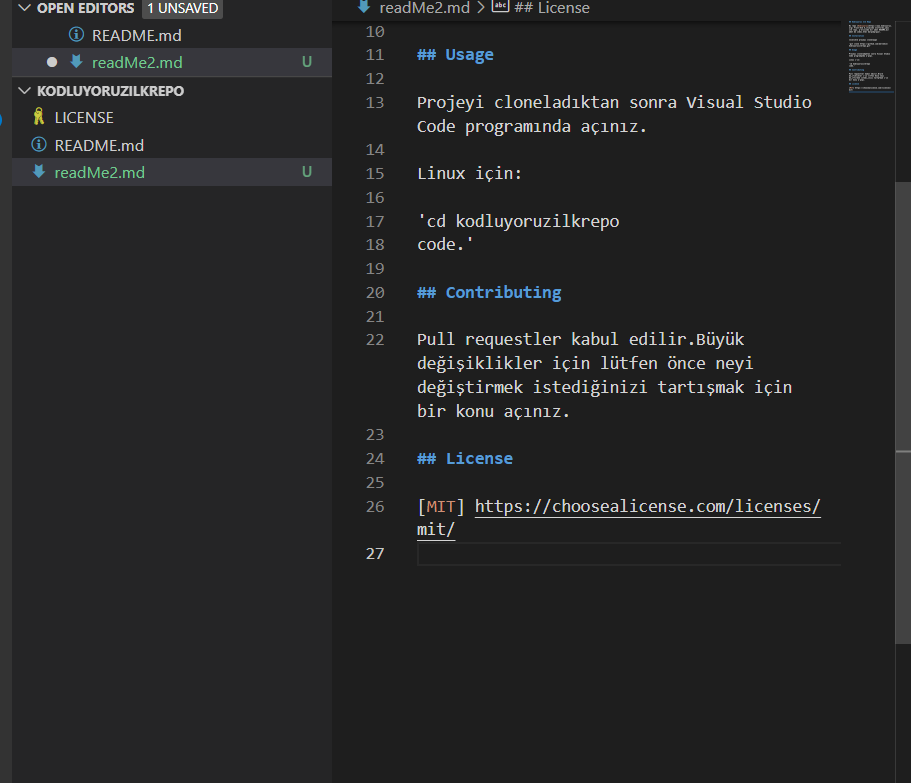 OPEN EDITORS 1 UNSAVED
README.md
readMe2.md U
KODLUYORUZILKREPO
LICENSE
README.md
readMe2.md U
readMe2.md > abc ## License
10
11 ## Usage
12
13 Projeyi cloneladıktan sonra Visual Studio
Code programında açınız.
14
15 Linux için:
16
17 'cd kodluyoruzilkrepo
18 code.'
19
20 ## Contributing
21
22 Pull requestler kabul edilir.Büyük
değişiklikler için lütfen önce neyi
değiştirmek istediğinizi tartışmak için
bir konu açınız.
23
24 ## License
25
26 [MIT] https://choosealicense.com/licenses/
mit/
27